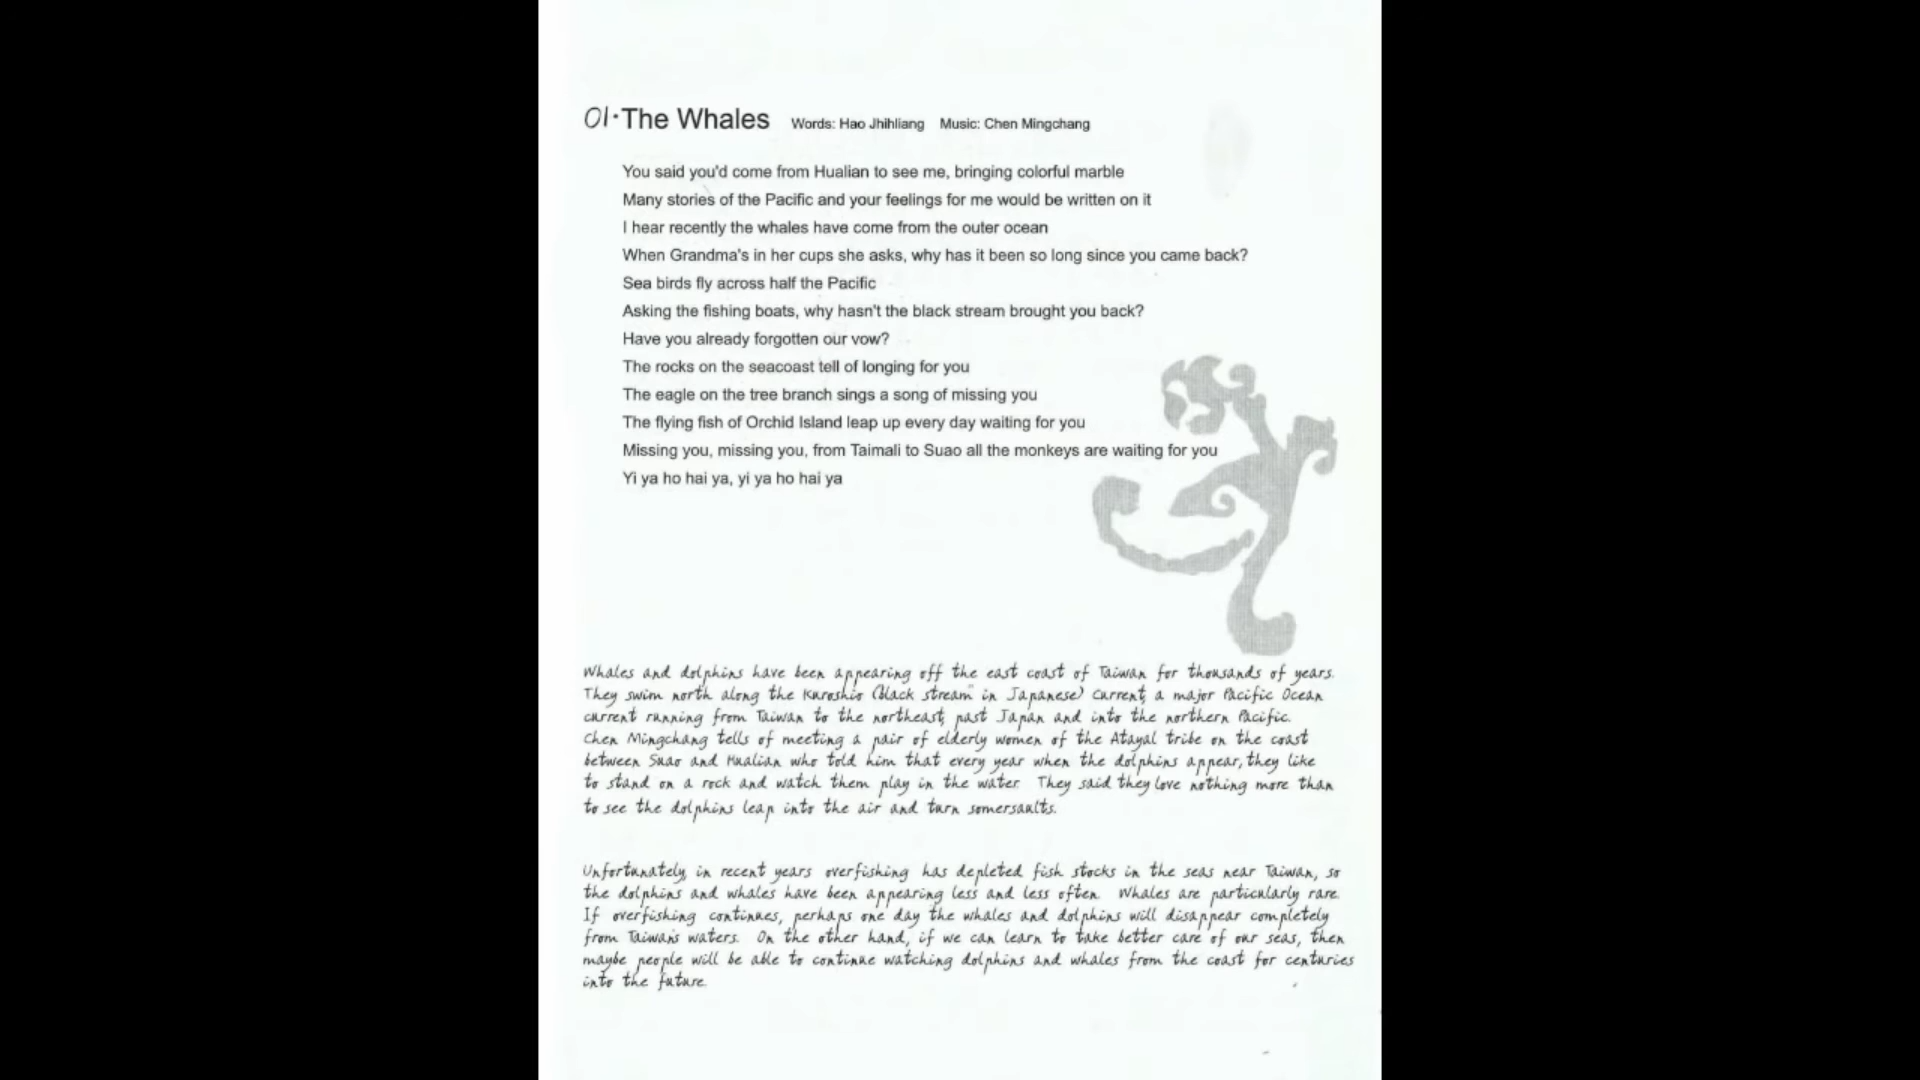 01·The Whales Words: Hao Jhihliang Music: Chen Mingchang
You said you'd come from Hualian to see me, bringing colorful marble
Many stories of the Pacific and your feelings for me would be written on it
I hear recently the whales have come from the outer ocean
When Grandma's in her cups she asks, why has it been so long since you came back?
Sea birds fly across half the Pacific
Asking the fishing boats, why hasn't the black stream brought you back?
Have you already forgotten our vow?
The rocks on the seacoast tell of longing for you
The eagle on the tree branch sings a song of missing you
The flying fish of Orchid Island leap up every day waiting for you
Missing you, missing you, from Taimali to Suao all the monkeys are waiting for you
Yi ya ho hai ya, yi ya ho hai ya
Whales and dolphins have been appearing off the east coast of Taiwan for thousands of years.
They swim north along the Kuroshio ("black stream" in Japanese) Current, a major Pacific Ocean
current running from Taiwan to the northeast, past Japan and into the northern Pacific.
Chen Mingchang tells of meeting a pair of elderly women of the Atayal tribe on the coast
between Suao and Hualian who told him that every year when the dolphins appear, they like
to stand on a rock and watch them play in the water. They said they love nothing more than
to see the dolphins leap into the air and turn somersaults.
Unfortunately, in recent years overfishing has depleted fish stocks in the seas near Taiwan, so
the dolphins and whales have been appearing less and less often. Whales are particularly rare.
If overfishing continues, perhaps one day the whales and dolphins will disappear completely
from Taiwan's waters. On the other hand, if we can learn to take better care of our seas, then
maybe people will be able to continue watching dolphins and whales from the coast for centuries
into the future.